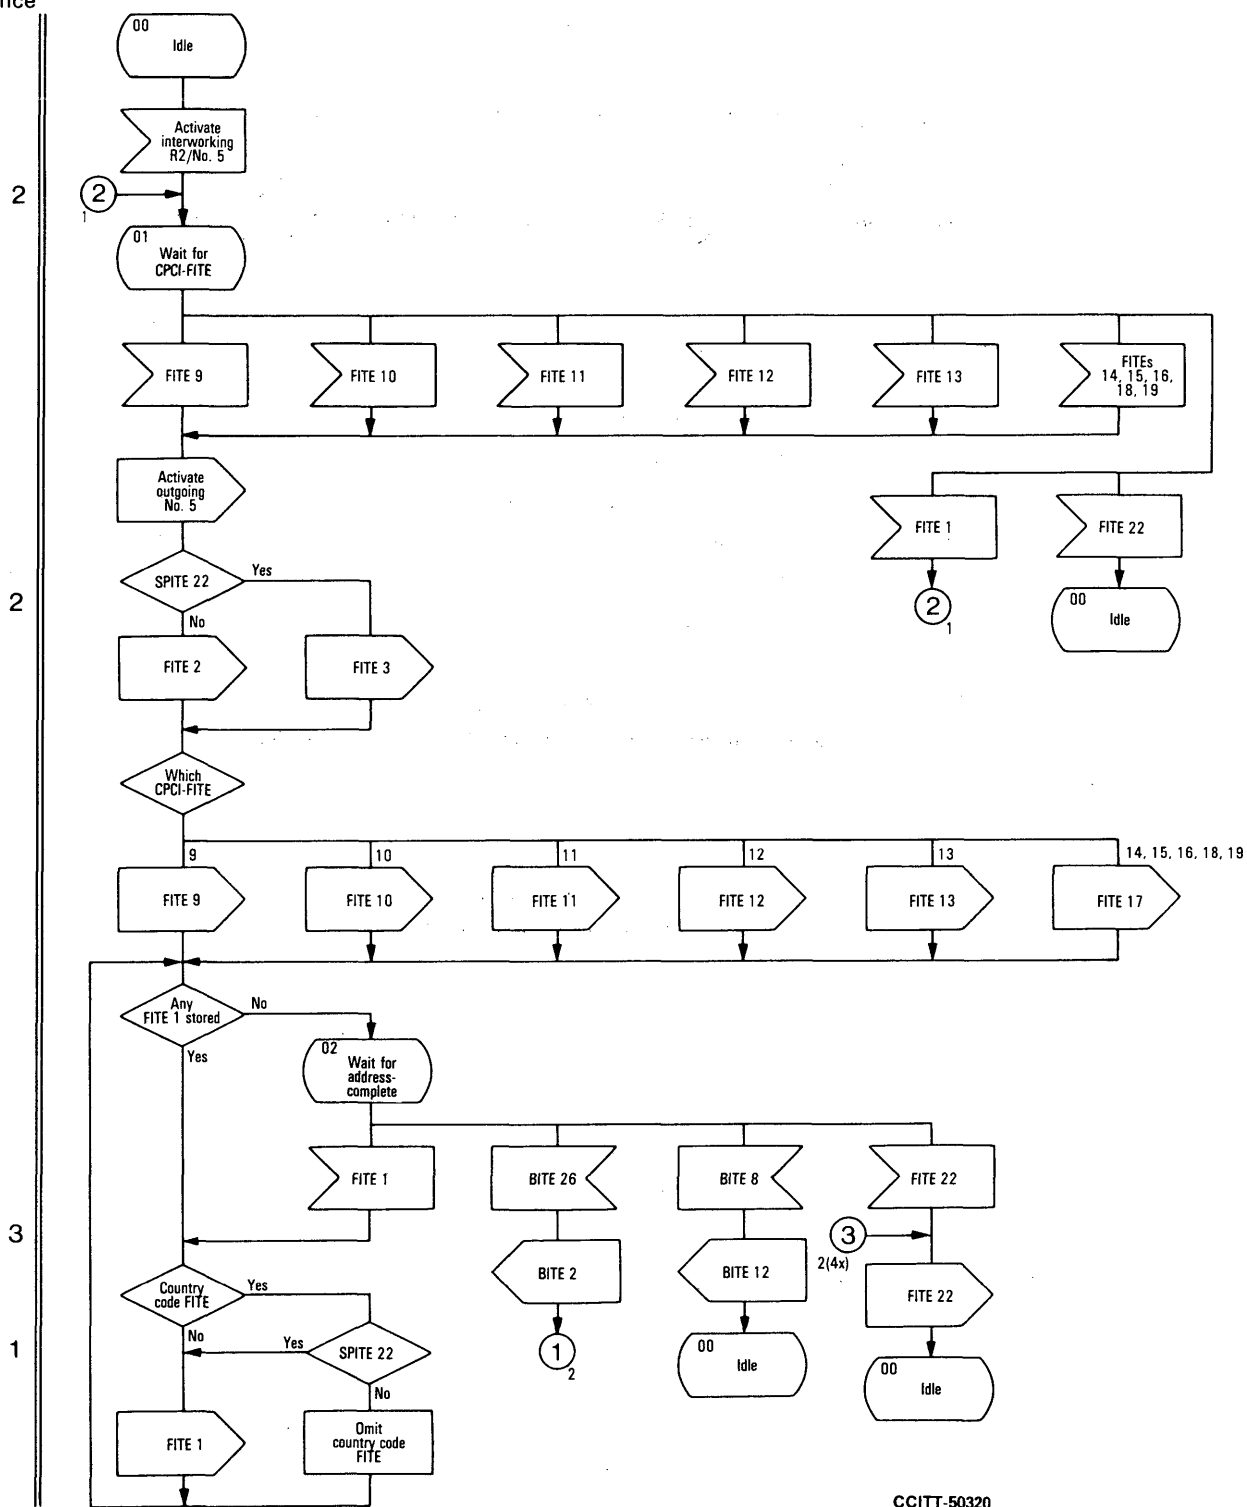 00
Idle
Activate
interworking
R2/No. 5
2
2
1
01
Wait for
CPCI-FITE
FITE 9
FITE 10
FITE 11
FITE 12
FITE 13
FITEs
14, 15, 16,
18, 19
Activate
outgoing
No. 5
FITE 1
FITE 22
SPITE 22
Yes
No
2
2
1
00
Idle
FITE 2
FITE 3
Which
CPCI-FITE
9
10
11
12
13
14, 15, 16, 18, 19
FITE 9
FITE 10
FITE 11
FITE 12
FITE 13
FITE 17
Any
FITE 1 stored
No
Yes
02
Wait for
address-
complete
FITE 1
BITE 26
BITE 8
FITE 22
3
3
2(4x)
BITE 2
BITE 12
FITE 22
Country
code FITE
Yes
No
1
Yes
SPITE 22
No
1
2
00
Idle
00
Idle
FITE 1
Omit
country code
FITE
CCITT-50320